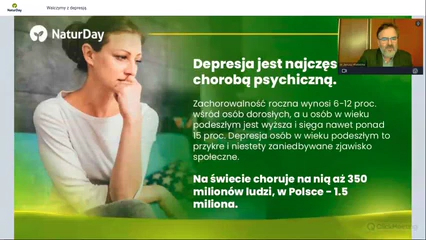 NaturDay
Walczymy z depresją
NaturDay
Depresja jest najczęs
chorobą psychiczną.
Zachorowalność roczna wynosi 6-12 proc.
wśród osób dorosłych, a u osób w wieku
podeszłym jest wyższa i sięga nawet ponad
15 proc. Depresja osób w wieku podeszłym to
przykre i niestety zaniedbywane zjawisko
społeczne.
Na świecie choruje na nią aż 350
milionów ludzi, w Polsce - 1.5
miliona.
ClickMeeting